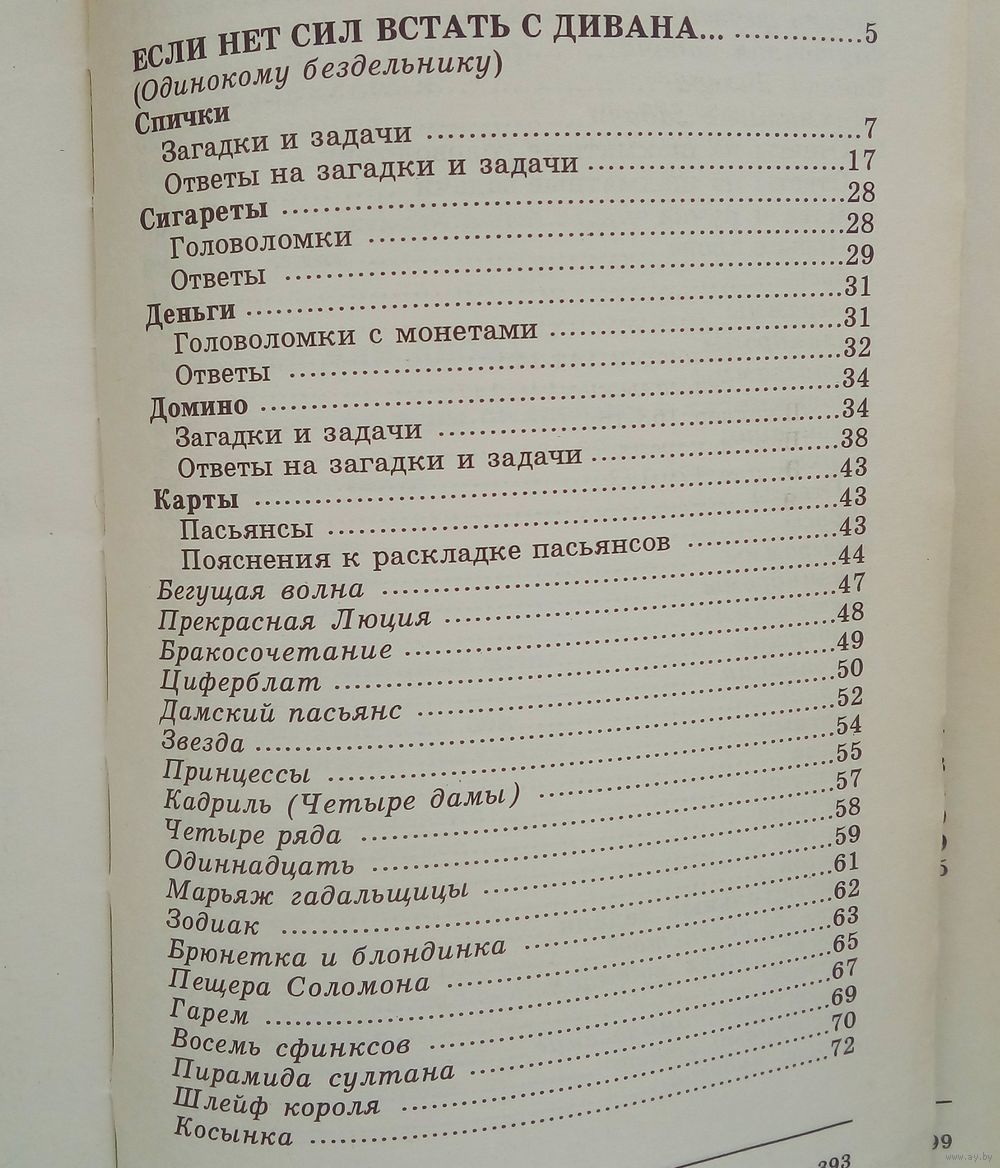 ЕСЛИ НЕТ СИЛ ВСТАТЬ С ДИВАНА... ..............5
(Одинокому бездельнику)
Спички
Загадки и задачи ..............7
Ответы на загадки и задачи ..............17
Сигареты ..............28
Головоломки ..............28
Ответы ..............29
Деньги ..............31
Головоломки с монетами ..............31
Ответы ..............32
Домино ..............34
Загадки и задачи ..............34
Ответы на загадки и задачи ..............38
Карты ..............43
Пасьянсы ..............43
Пояснения к раскладке пасьянсов ..............43
Бегущая волна ..............44
Прекрасная Люция ..............47
Бракосочетание ..............48
Циферблат ..............49
Дамский пасьянс ..............50
Звезда ..............52
Принцессы ..............54
Кадриль (Четыре дамы) ..............55
Четыре ряда ..............57
Одиннадцать ..............58
Марьяж гадальщицы ..............59
Зодиак ..............61
Брюнетка и блондинка ..............62
Пещера Соломона ..............63
Гарем ..............65
Восемь сфинксов ..............67
Пирамида султана ..............69
Шлейф короля ..............70
Косынка ..............72
393
99
www.ay.by